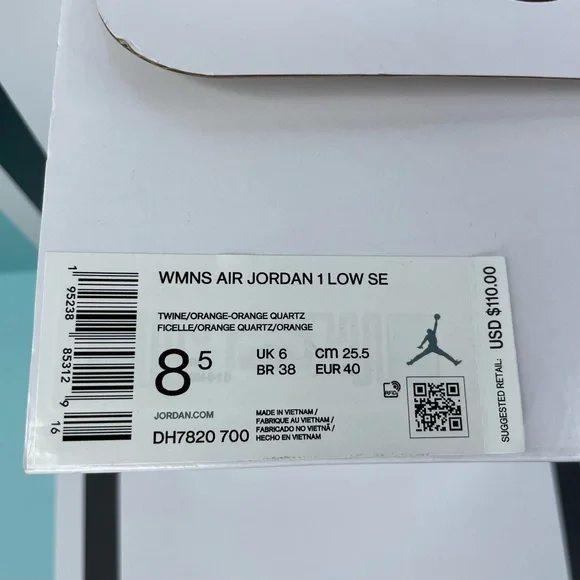 WMNS AIR JORDAN 1 LOW SE
TWINE/ORANGE-ORANGE QUARTZ
FICELLE/ORANGE QUARTZ/ORANGE
8 5
UK 6
BR 38
CM 25.5
EUR 40
JORDAN.COM
DH7820 700
MADE IN VIETNAM /
FABRIQUE AU VIETNAM /
FABRICADO NO VIETNÃ /
HECHO EN VIETNAM
RFID
SUGGESTED RETAIL: USD $110.00
1 95238 85312 9 16